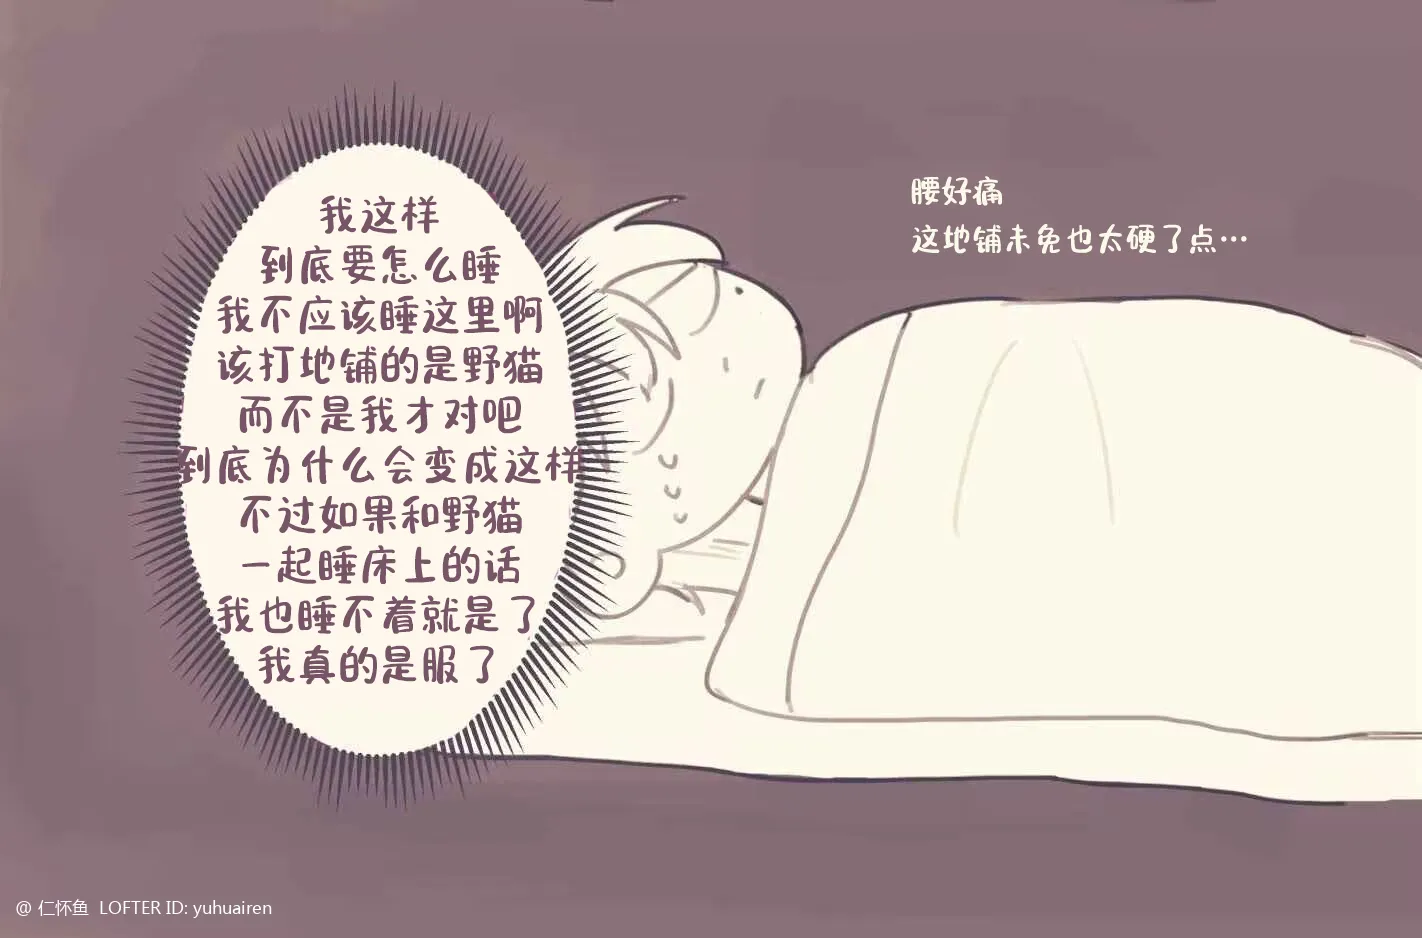 我这样
到底要怎么睡
我不应该睡这里啊
该打地铺的是野猫
而不是我才对吧
到底为什么会变成这样
不过如果和野猫
一起睡床上的话
我也睡不着就是了
我真的是服了
腰好痛
这地铺未免也太硬了点…
@ 仁怀鱼 LOFTER ID: yuhuairen